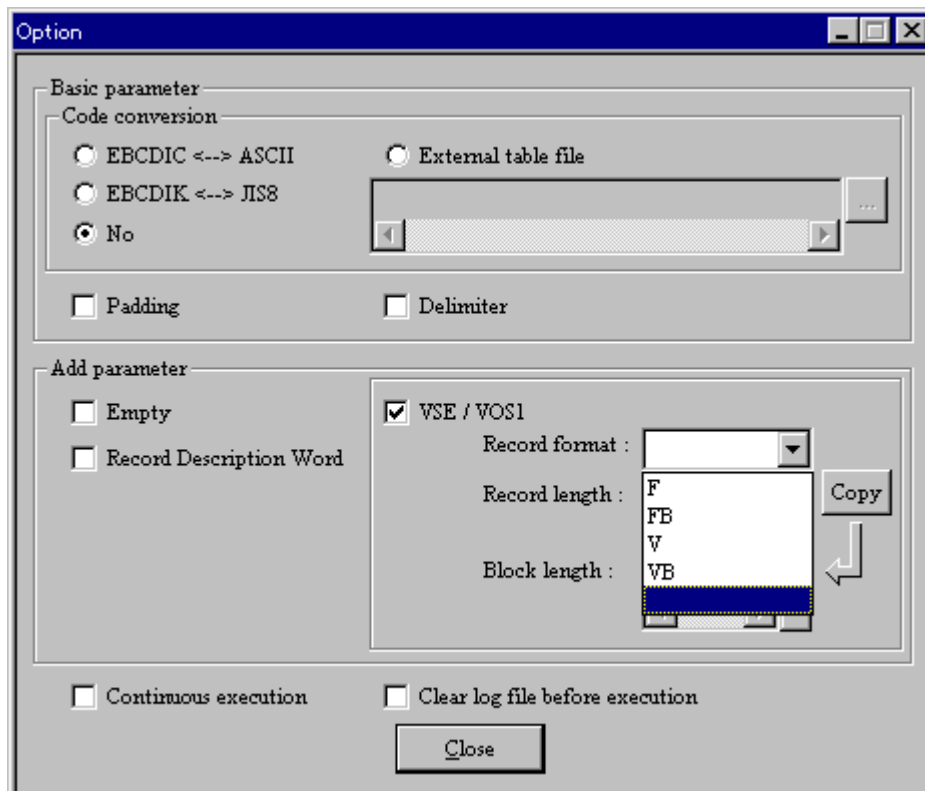 Option
Basic parameter
Code conversion
EBCDIC <--> ASCII
External table file
EBCDIK <--> JIS8
...
No
Padding
Delimiter
Add parameter
Empty
VSE / VOS1
Record Description Word
Record format :
Record length :
F
FB
V
VB
Copy
Block length :
Continuous execution
Clear log file before execution
Close